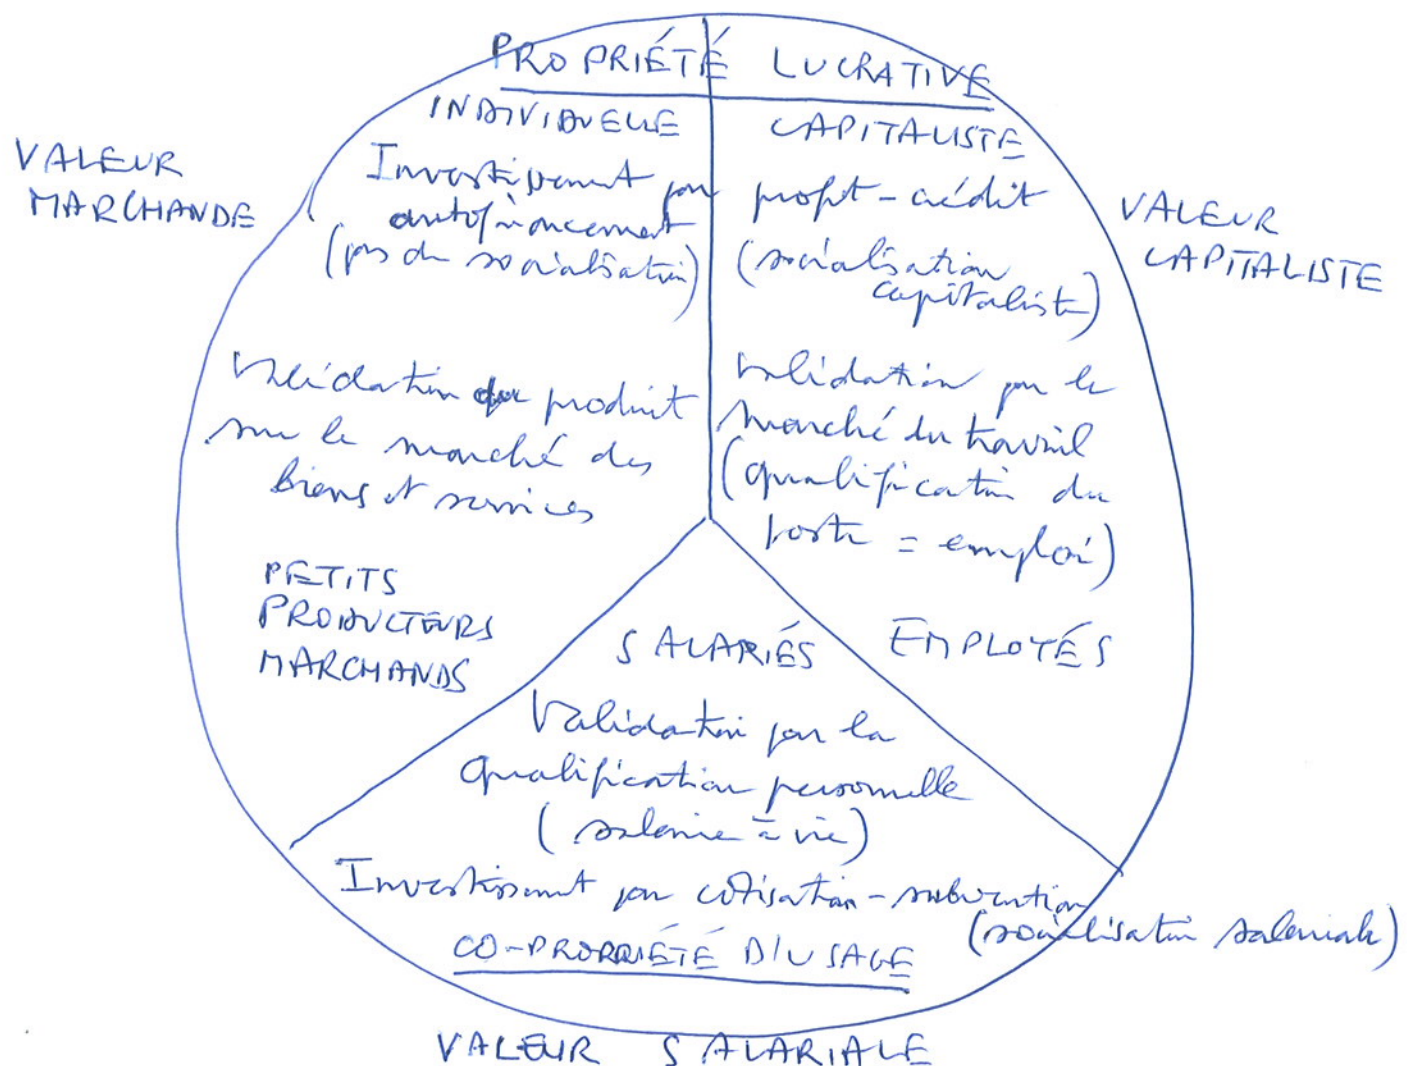 PROPRIÉTÉ LUCRATIVE
VALEUR
MARCHANDE
INDIVIDUELLE
Investissement par
autofinancement
(pas de socialisation)
Validation du produit
sur le marché des
biens et services
PETITS
PRODUCTEURS
MARCHANDS
CAPITALISTE
profit - crédit
(socialisation
capitaliste)
VALEUR
CAPITALISTE
Validation par le
marché du travail
(qualification du
poste = emploi)
EMPLOYÉS
SALARIÉS
Validation par la
qualification personnelle
(salaire à vie)
Investissement par cotisation - subvention
(socialisation salariale)
CO-PROPRIÉTÉ D'USAGE
VALEUR SALARIALE